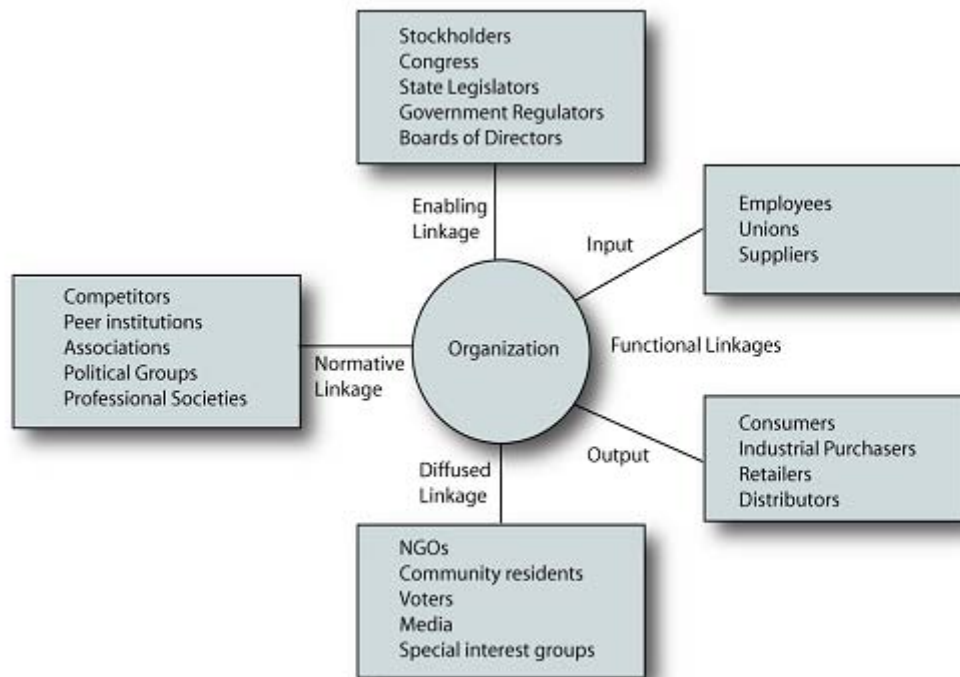 Stockholders
Congress
State Legislators
Government Regulators
Boards of Directors
Enabling
Linkage
Employees
Unions
Suppliers
Input
Competitors
Peer institutions
Associations
Political Groups
Professional Societies
Normative
Linkage
Organization
Functional Linkages
Output
Consumers
Industrial Purchasers
Retailers
Distributors
Diffused
Linkage
NGOs
Community residents
Voters
Media
Special interest groups